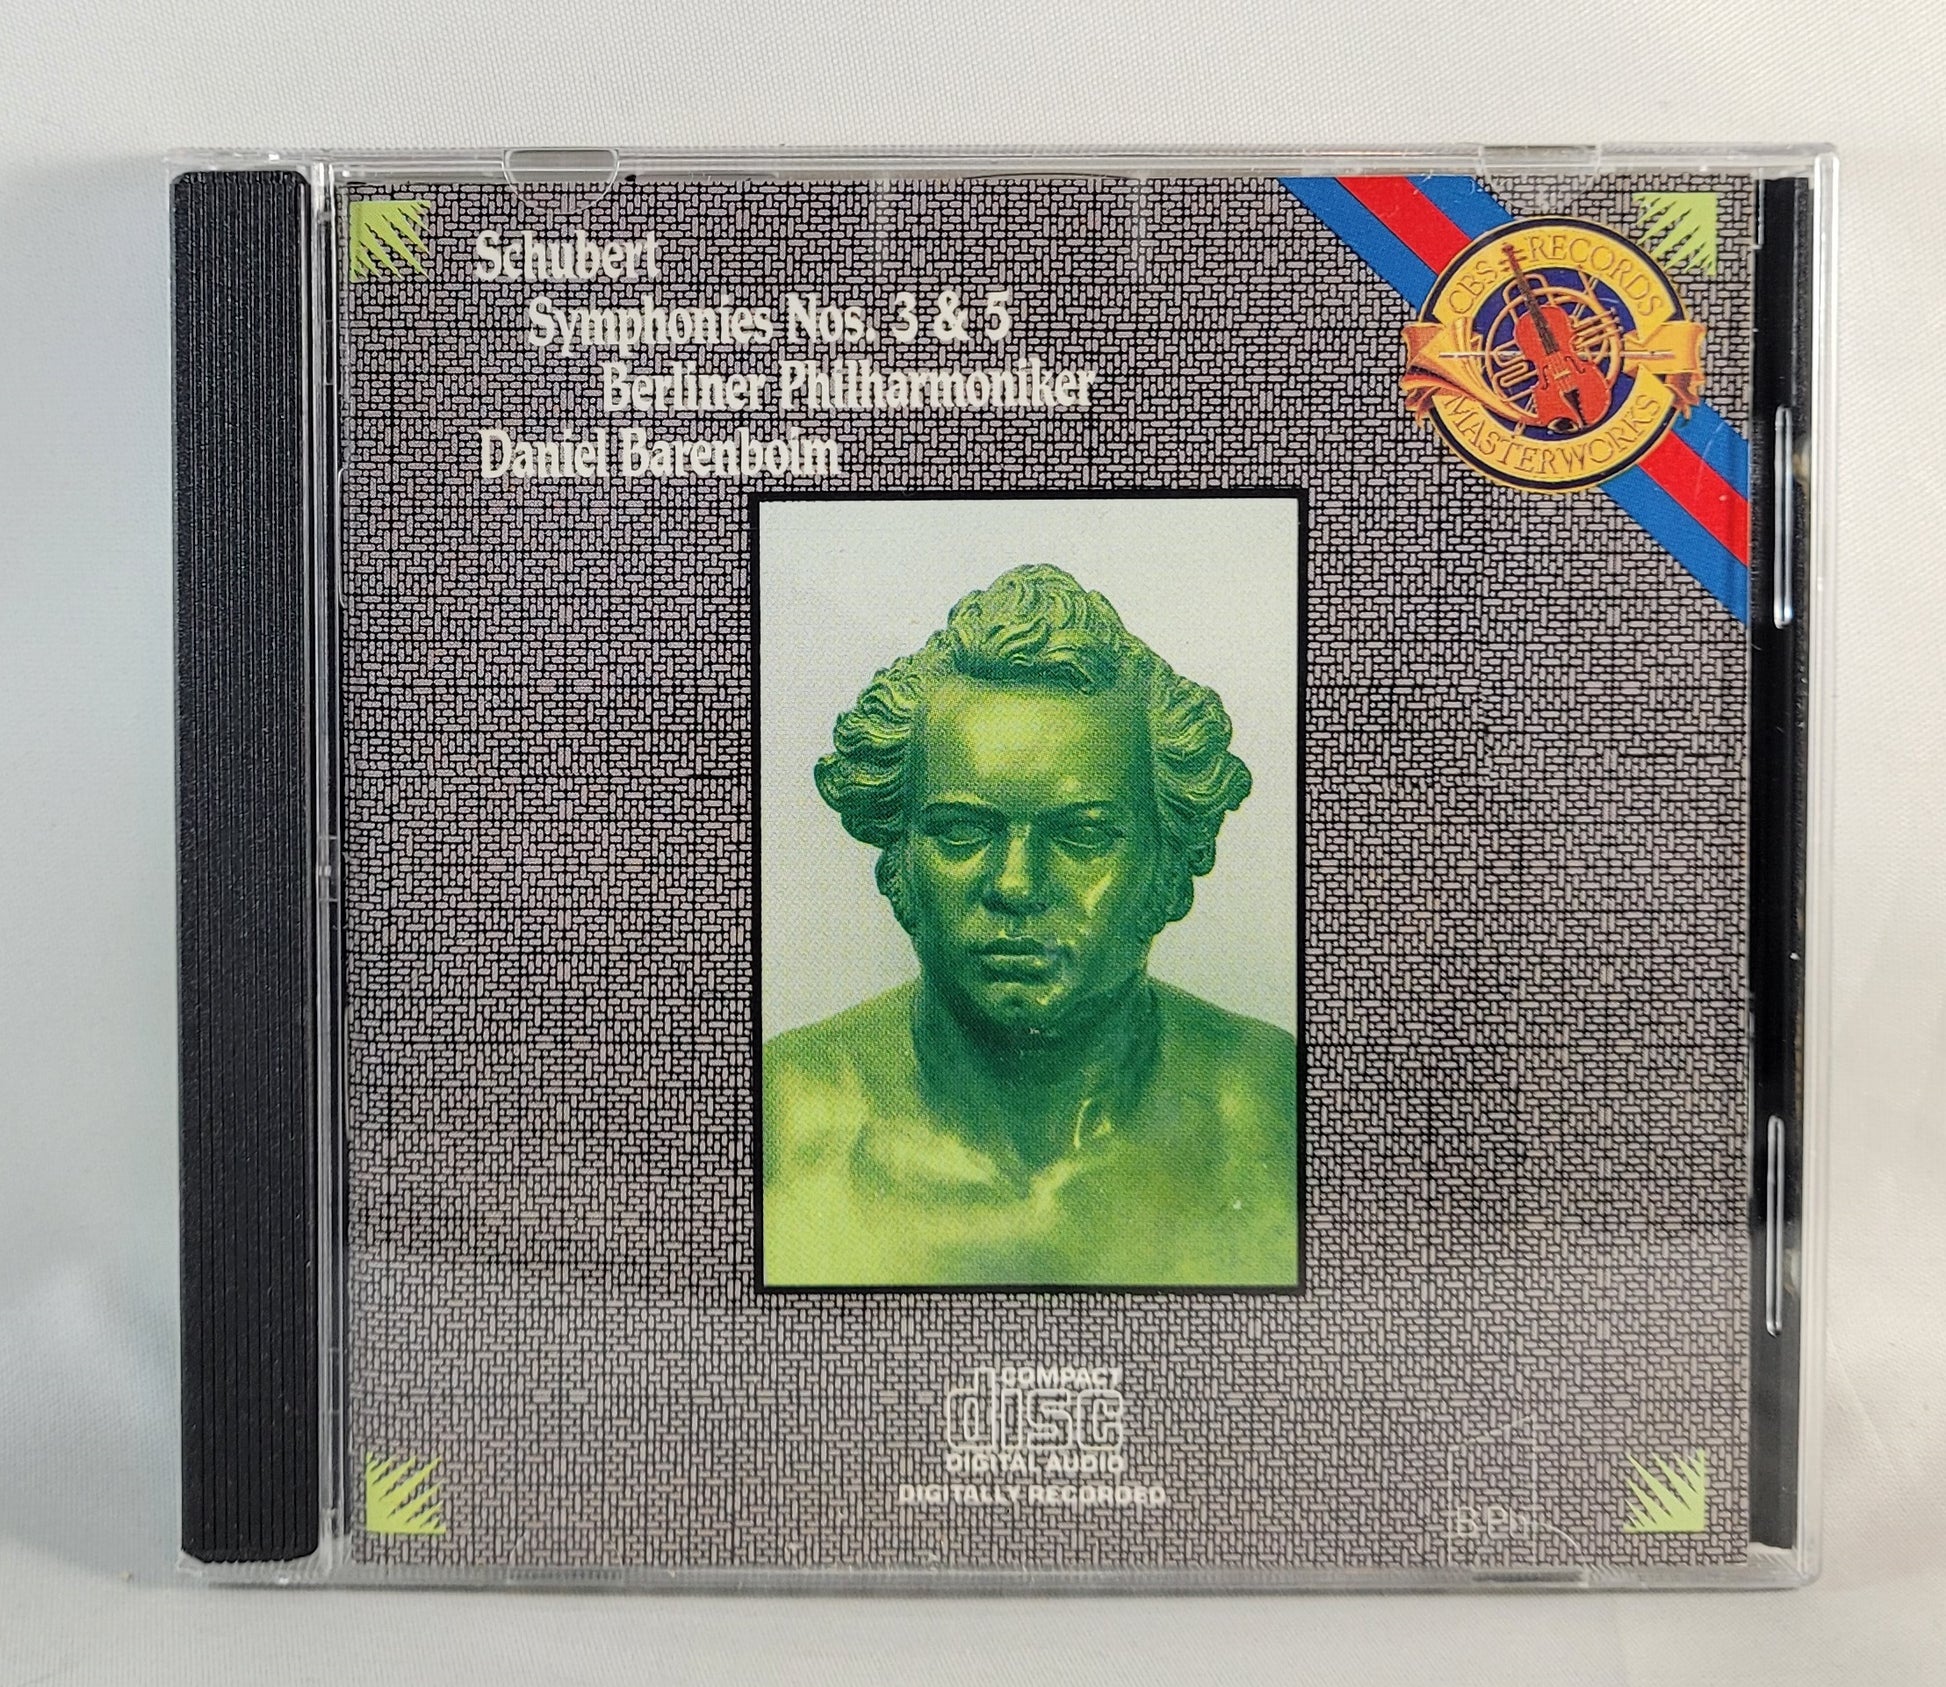 Schubert
Symphonies Nos. 3 & 5
Berliner Philharmoniker
Daniel Barenboim
CBS RECORDS
MASTERWORKS
COMPACT
disc
DIGITAL AUDIO
DIGITALLY RECORDED